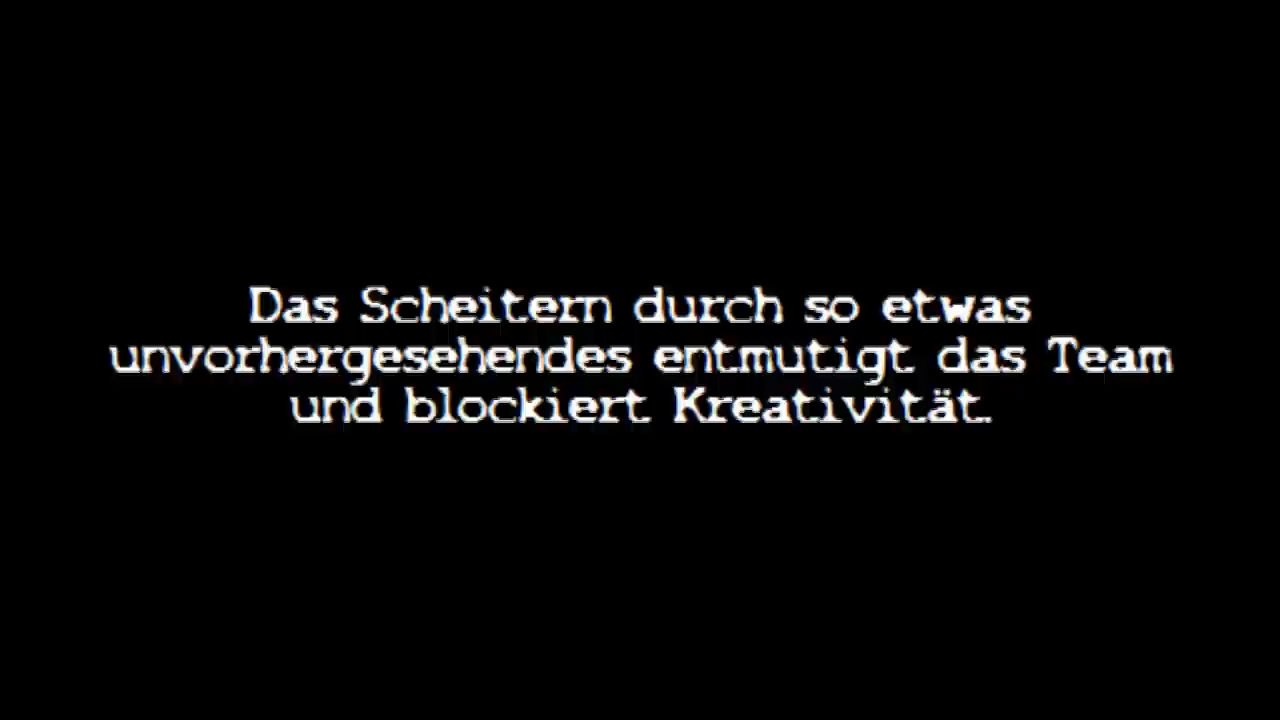 Das Scheitern durch so etwas
unvorhergesehendes entmutigt das Team
und blockiert Kreativität.